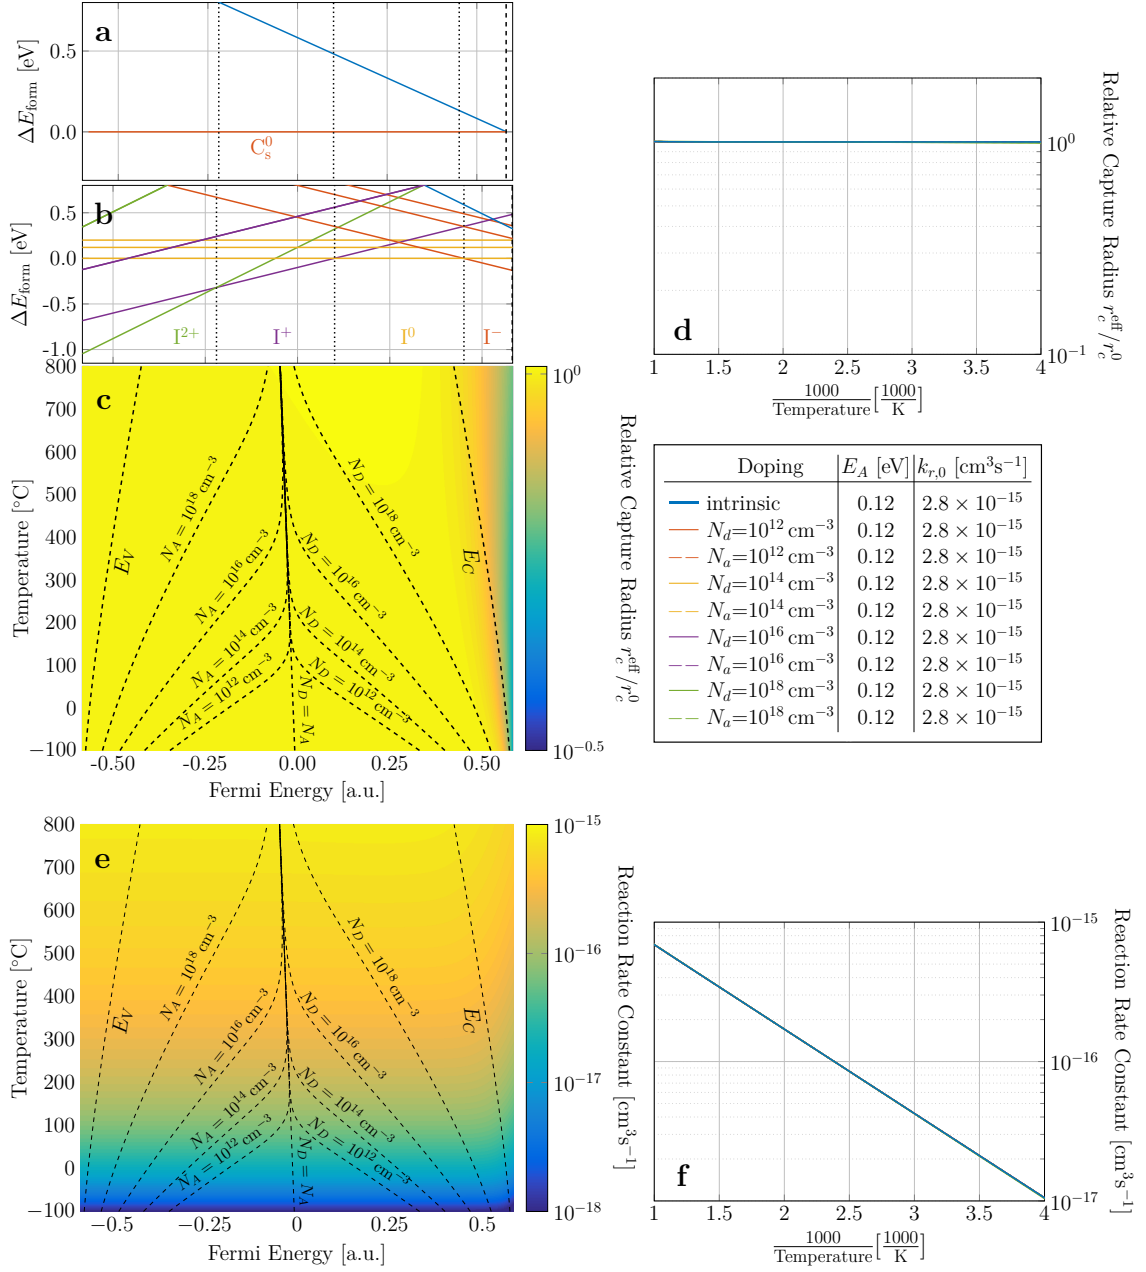 a
ΔE_form [eV]
0.5
0.0
C_s^0
b
ΔE_form [eV]
0.5
0.0
-0.5
-1.0
I^2+
I^+
I^0
I^−
c
Temperature [°C]
800
700
600
500
400
300
200
100
0
−100
E_V
N_A = 10^18 cm^−3
N_A = 10^16 cm^−3
N_A = 10^14 cm^−3
N_A = 10^12 cm^−3
N_D = N_A
N_D = 10^12 cm^−3
N_D = 10^14 cm^−3
N_D = 10^16 cm^−3
N_D = 10^18 cm^−3
E_C
-0.50 -0.25 0.00 0.25 0.50
Fermi Energy [a.u.]
10^0
10^−0.5
Relative Capture Radius r_c^eff/r_c^0
d
10^0
10^−1
Relative Capture Radius r_c^eff/r_c^0
1 1.5 2 2.5 3 3.5 4
1000/Temperature [1000/K]
Doping E_A [eV] k_r,0 [cm^3s^−1]
intrinsic 0.12 2.8 × 10^−15
N_d=10^12 cm^−3 0.12 2.8 × 10^−15
N_a=10^12 cm^−3 0.12 2.8 × 10^−15
N_d=10^14 cm^−3 0.12 2.8 × 10^−15
N_a=10^14 cm^−3 0.12 2.8 × 10^−15
N_d=10^16 cm^−3 0.12 2.8 × 10^−15
N_a=10^16 cm^−3 0.12 2.8 × 10^−15
N_d=10^18 cm^−3 0.12 2.8 × 10^−15
N_a=10^18 cm^−3 0.12 2.8 × 10^−15
e
Temperature [°C]
800
700
600
500
400
300
200
100
0
−100
E_V
N_A = 10^18 cm^−3
N_A = 10^16 cm^−3
N_A = 10^14 cm^−3
N_A = 10^12 cm^−3
N_D = N_A
N_D = 10^12 cm^−3
N_D = 10^14 cm^−3
N_D = 10^16 cm^−3
N_D = 10^18 cm^−3
E_C
-0.5 -0.25 0 0.25 0.5
Fermi Energy [a.u.]
10^−15
10^−16
10^−17
10^−18
Reaction Rate Constant [cm^3s^−1]
f
10^−15
10^−16
10^−17
Reaction Rate Constant [cm^3s^−1]
1 1.5 2 2.5 3 3.5 4
1000/Temperature [1000/K]